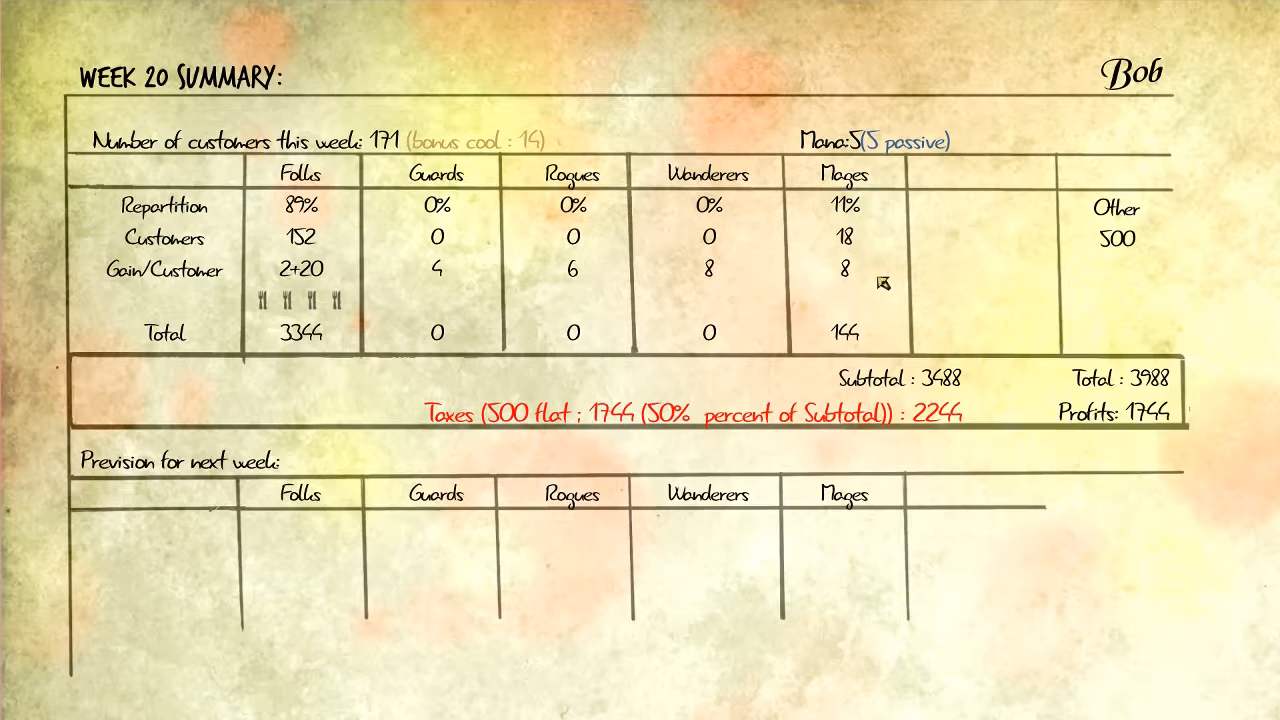 WEEK 20 SUMMARY: Bob
Number of customers this week: 171 (bonus cool : 14) Mana:5(5 passive)
Folks Guards Rogues Wanderers Mages
Repartition 89% 0% 0% 0% 11% Other
Customers 152 0 0 0 18 500
Gain/Customer 2+20 4 6 8 8
Total 3344 0 0 0 144
Subtotal : 3488 Total : 3988
Taxes (500 flat ; 1744 (50% percent of Subtotal)) : 2244 Profits: 1744
Prevision for next week:
Folks Guards Rogues Wanderers Mages